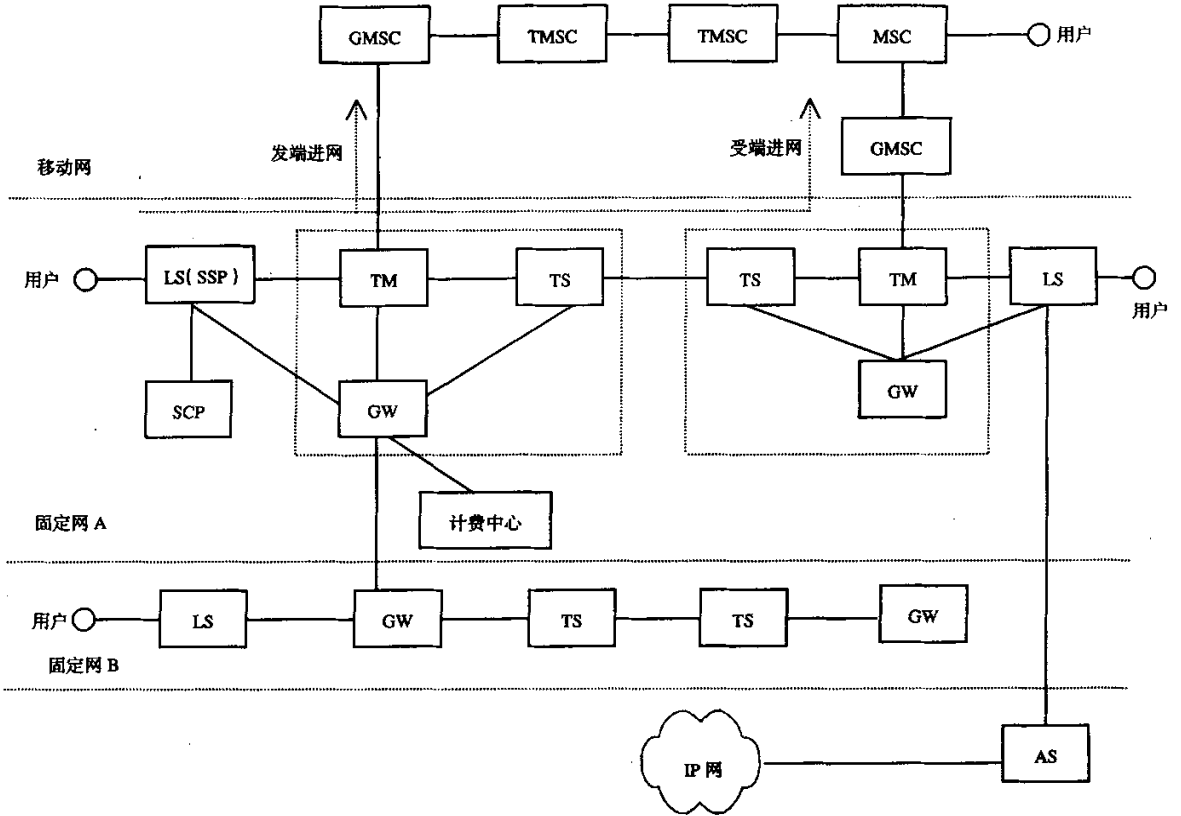 GMSC
TMSC
TMSC
MSC
用户
发端进网
受端进网
GMSC
移动网
用户
LS(SSP)
TM
TS
TS
TM
LS
用户
SCP
GW
GW
计费中心
固定网 A
用户
LS
GW
TS
TS
GW
固定网 B
IP 网
AS